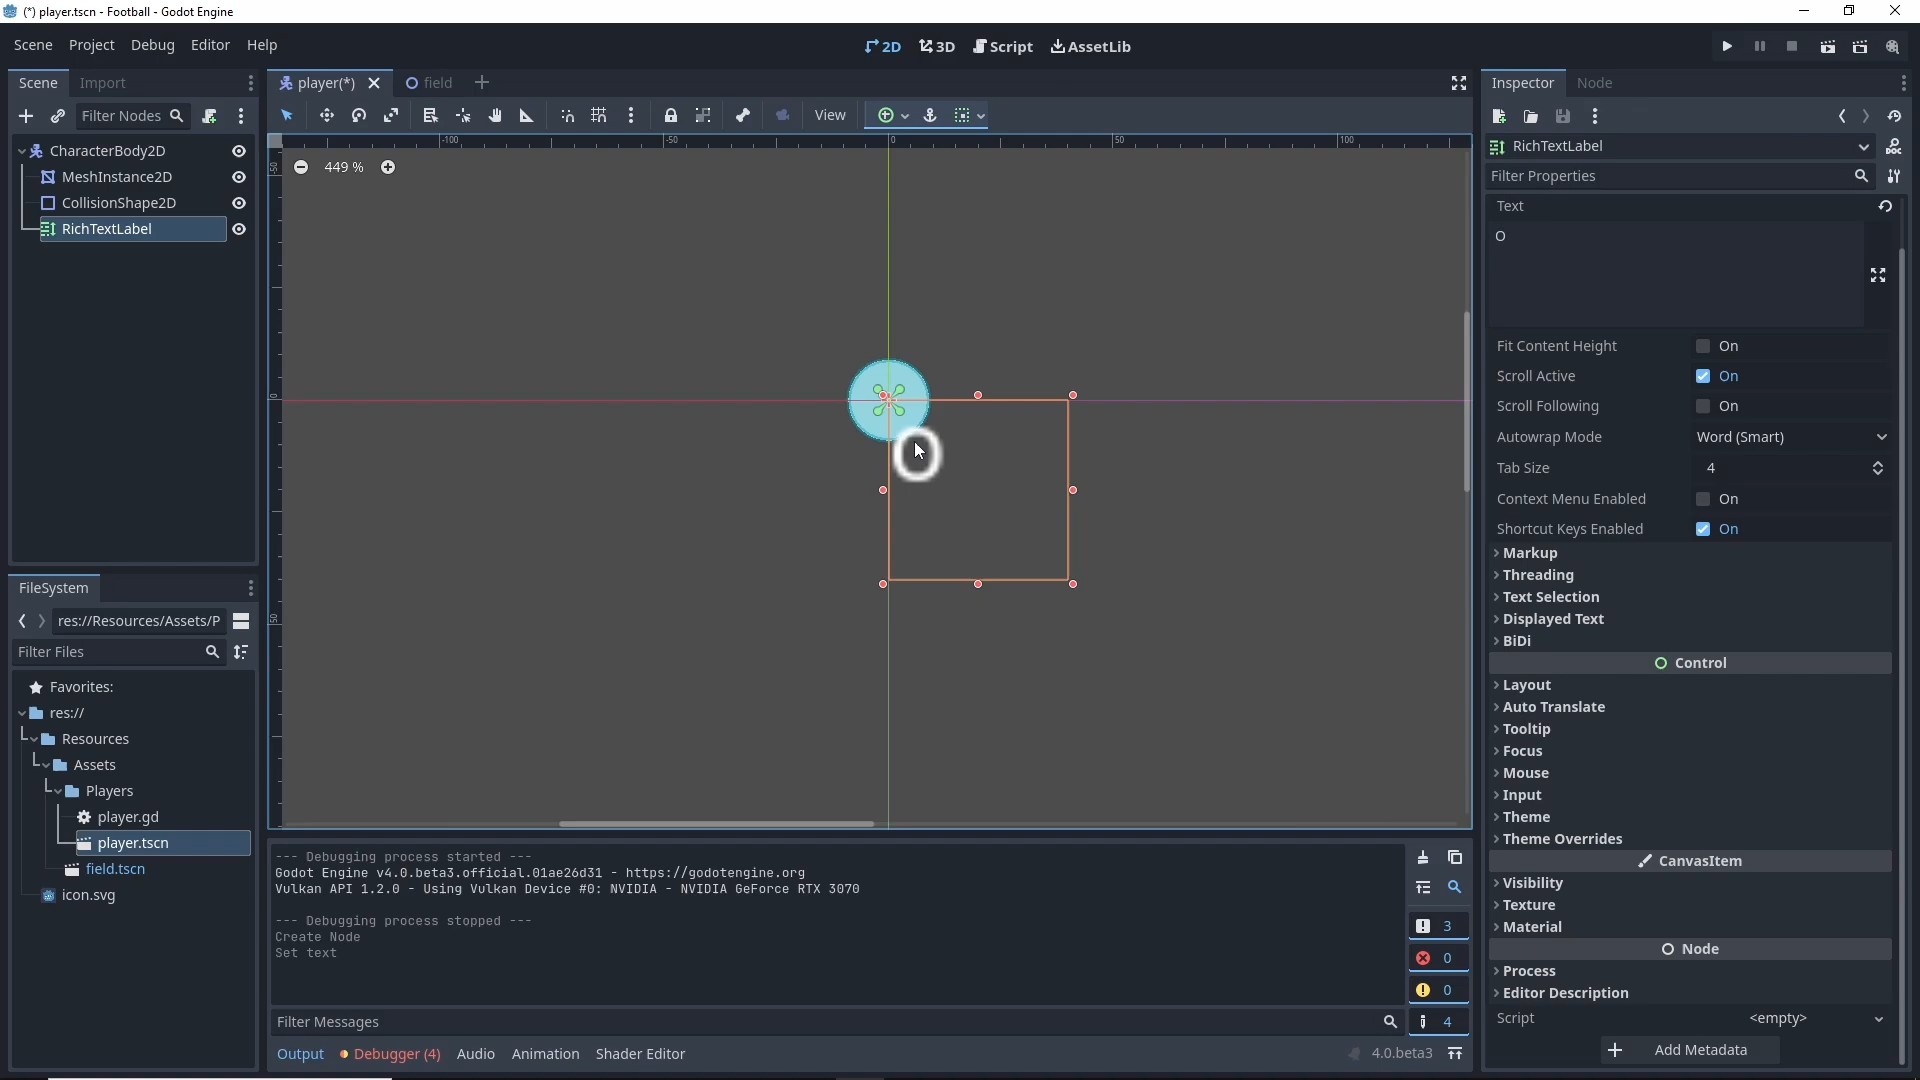 (*) player.tscn - Football - Godot Engine
Scene Project Debug Editor Help
2D 3D Script AssetLib
Scene Import
player(*) field
Inspector Node
Filter Nodes
View
RichTextLabel
Filter Properties
CharacterBody2D
MeshInstance2D
CollisionShape2D
RichTextLabel
-100 -50 0 50 100
-50
0
50
449 %
O
Text
O
Fit Content Height On
Scroll Active On
Scroll Following On
Autowrap Mode Word (Smart)
Tab Size 4
Context Menu Enabled On
Shortcut Keys Enabled On
Markup
Threading
Text Selection
Displayed Text
BiDi
Control
Layout
Auto Translate
Tooltip
Focus
Mouse
Input
Theme
Theme Overrides
CanvasItem
Visibility
Texture
Material
Node
Process
Editor Description
Script <empty>
Add Metadata
FileSystem
res://Resources/Assets/P
Filter Files
Favorites:
res://
Resources
Assets
Players
player.gd
player.tscn
field.tscn
icon.svg
--- Debugging process started ---
Godot Engine v4.0.beta3.official.01ae26d31 - https://godotengine.org
Vulkan API 1.2.0 - Using Vulkan Device #0: NVIDIA - NVIDIA GeForce RTX 3070
--- Debugging process stopped ---
Create Node
Set text
3
0
0
4
Filter Messages
Output Debugger (4) Audio Animation Shader Editor
4.0.beta3